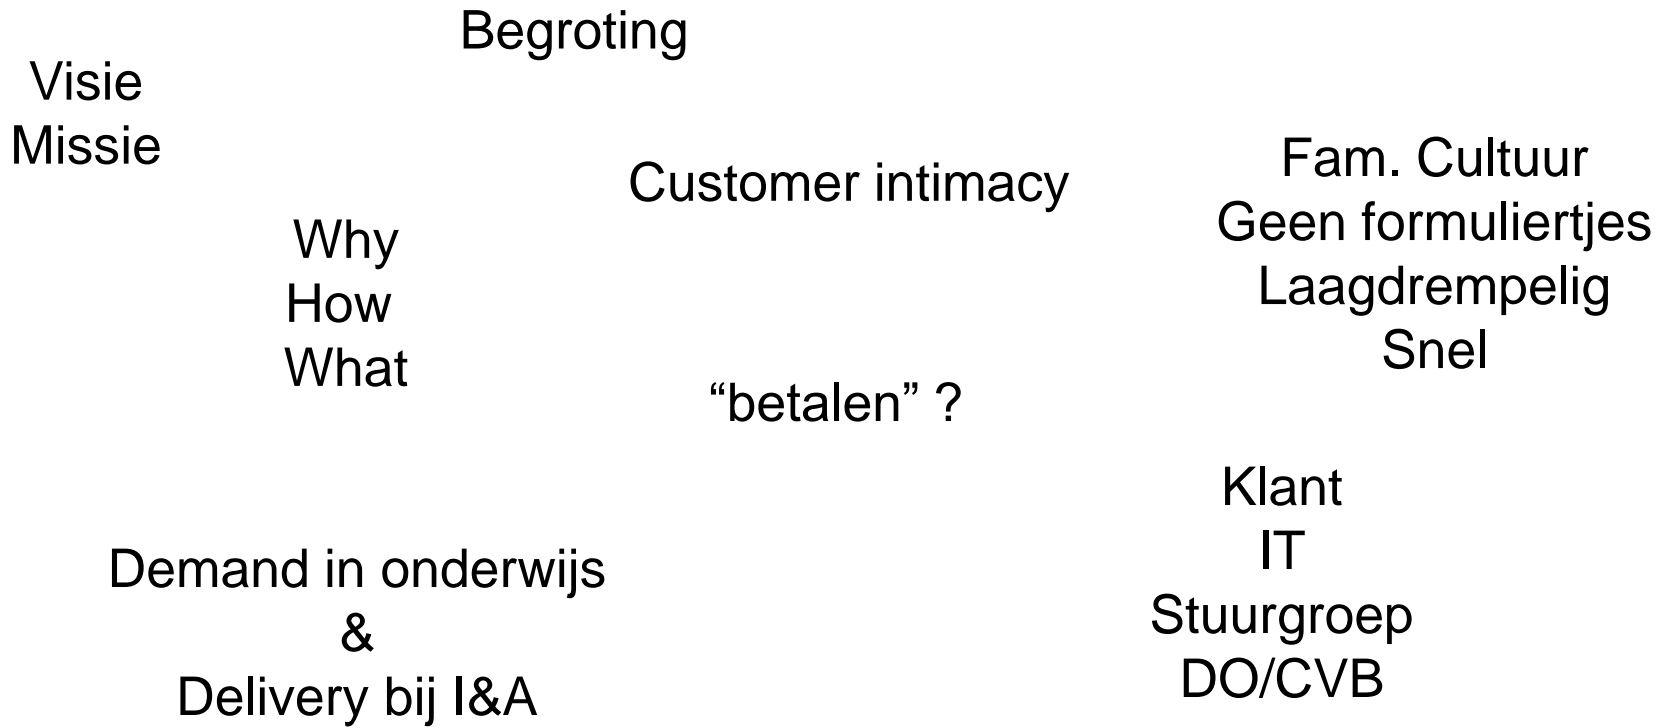 Begroting
Visie
Missie
Customer intimacy
Fam. Cultuur
Geen formuliertjes
Laagdrempelig
Snel
Why
How
What
“betalen” ?
Klant
IT
Stuurgroep
DO/CVB
Demand in onderwijs
&
Delivery bij I&A